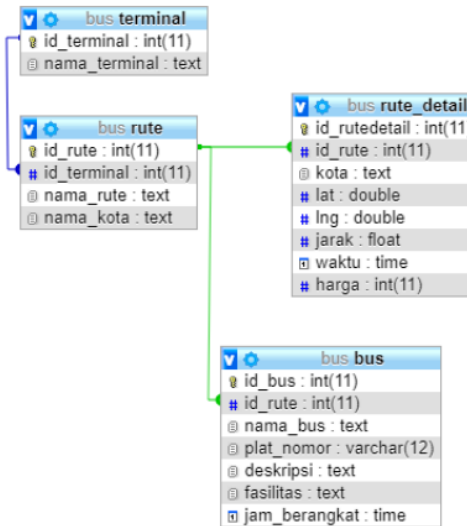 bus terminal
id_terminal : int(11)
nama_terminal : text
bus rute
id_rute : int(11)
# id_terminal : int(11)
nama_rute : text
nama_kota : text
bus rute_detail
id_rutedetail : int(11
# id_rute : int(11)
kota : text
# lat : double
# lng : double
# jarak : float
waktu : time
# harga : int(11)
bus bus
id_bus : int(11)
# id_rute : int(11)
nama_bus : text
plat_nomor : varchar(12)
deskripsi : text
fasilitas : text
jam_berangkat : time